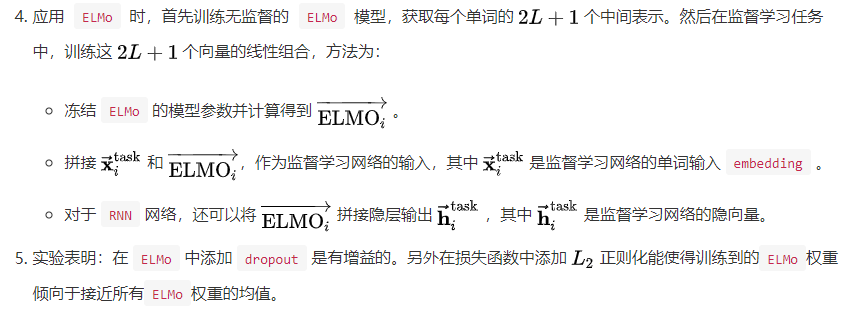 4. 应用 ELMo 时，首先训练无监督的 ELMo 模型，获取每个单词的 2L + 1 个中间表示。然后在监督学习任务
中，训练这 2L + 1 个向量的线性组合，方法为：
○ 冻结 ELMo 的模型参数并计算得到 $\overrightarrow{\text{ELMO}_i}$ 。
○ 拼接 $\vec{\mathbf{x}}_i^{\text{task}}$ 和 $\overrightarrow{\text{ELMO}_i}$，作为监督学习网络的输入，其中 $\vec{\mathbf{x}}_i^{\text{task}}$ 是监督学习网络的单词输入 embedding 。
○ 对于 RNN 网络，还可以将 $\overrightarrow{\text{ELMO}_i}$ 拼接隐层输出 $\vec{\mathbf{h}}_i^{\text{task}}$ ，其中 $\vec{\mathbf{h}}_i^{\text{task}}$ 是监督学习网络的隐向量。
5. 实验表明：在 ELMo 中添加 dropout 是有增益的。另外在损失函数中添加 $L_2$ 正则化能使得训练到的 ELMo 权重
倾向于接近所有 ELMo 权重的均值。